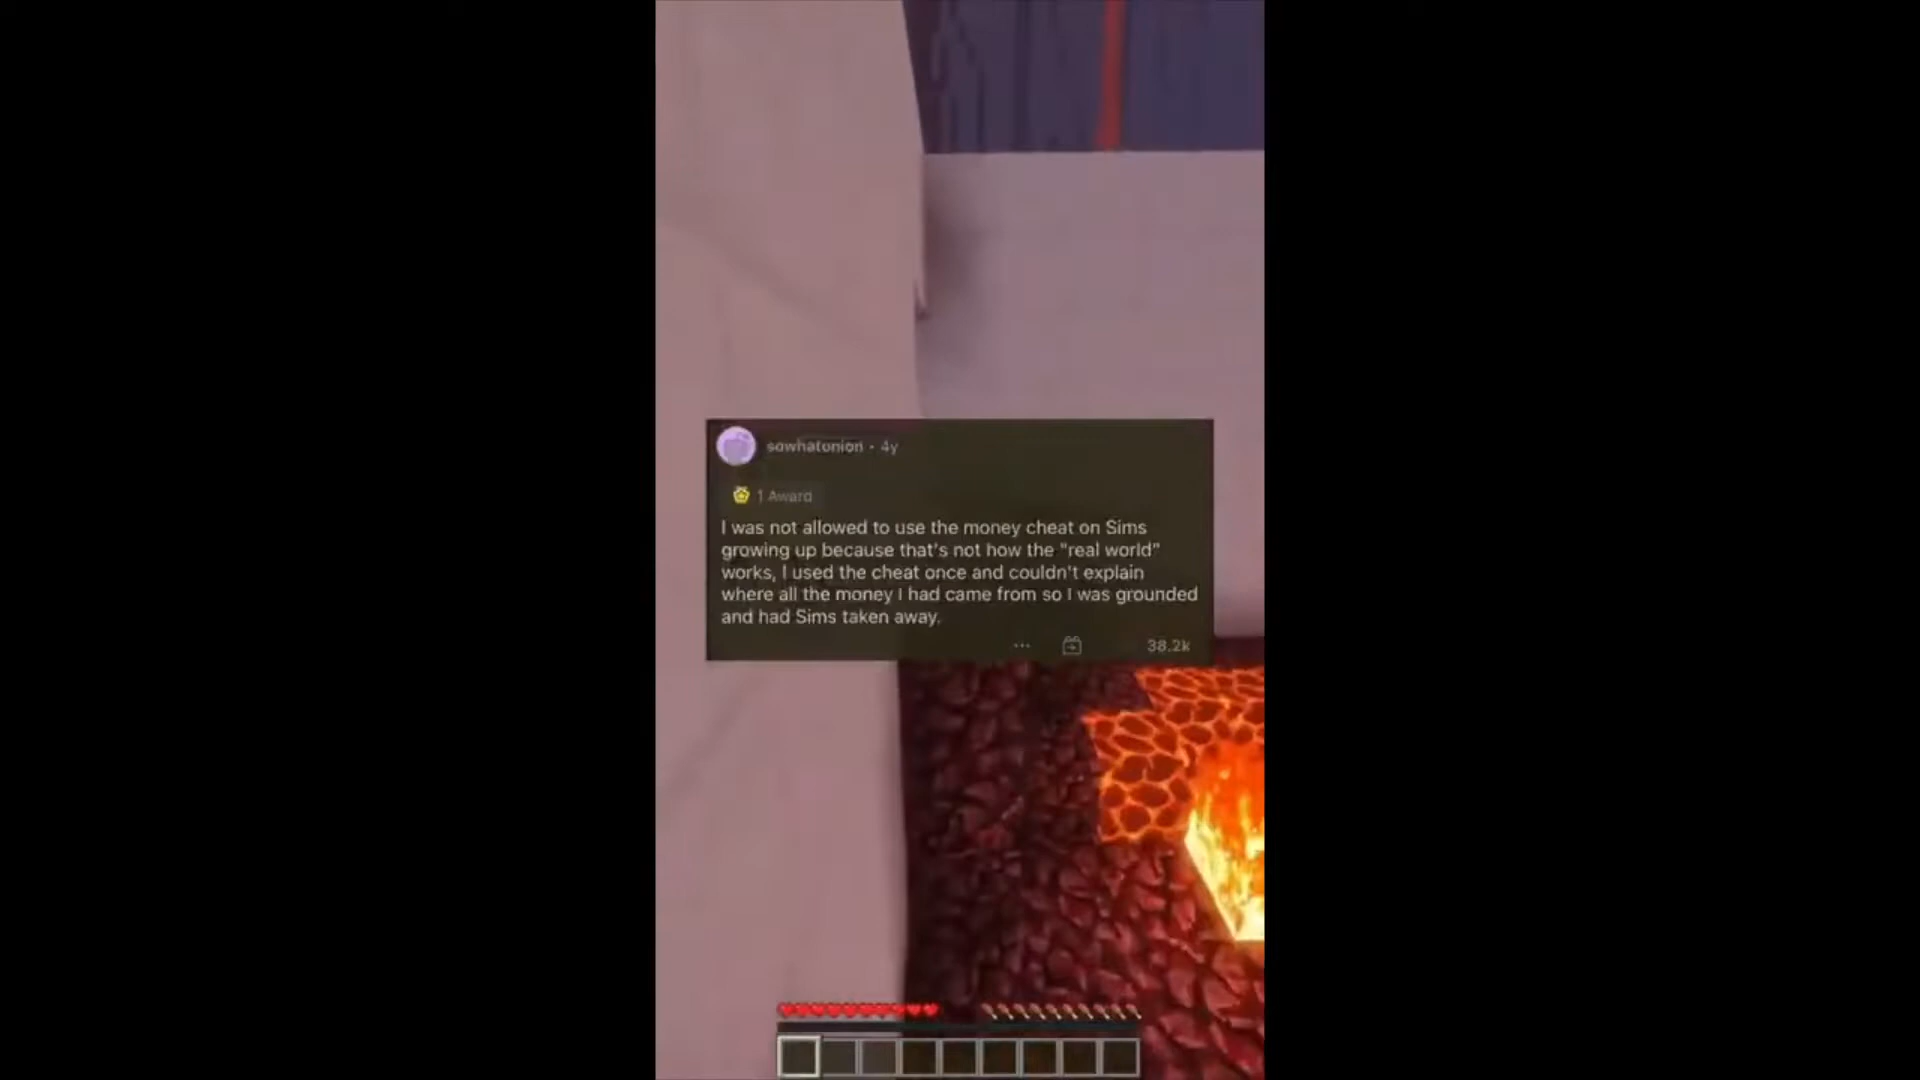 sowhatonion · 4y
1 Award
I was not allowed to use the money cheat on Sims
growing up because that's not how the "real world"
works, I used the cheat once and couldn't explain
where all the money I had came from so I was grounded
and had Sims taken away.
38.2k